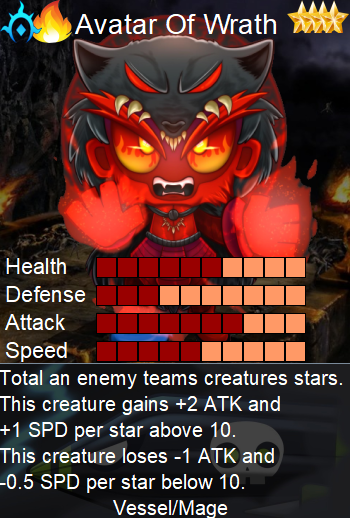 Avatar Of Wrath
Health
Defense
Attack
Speed
Total an enemy teams creatures stars.
This creature gains +2 ATK and
+1 SPD per star above 10.
This creature loses -1 ATK and
-0.5 SPD per star below 10.
Vessel/Mage